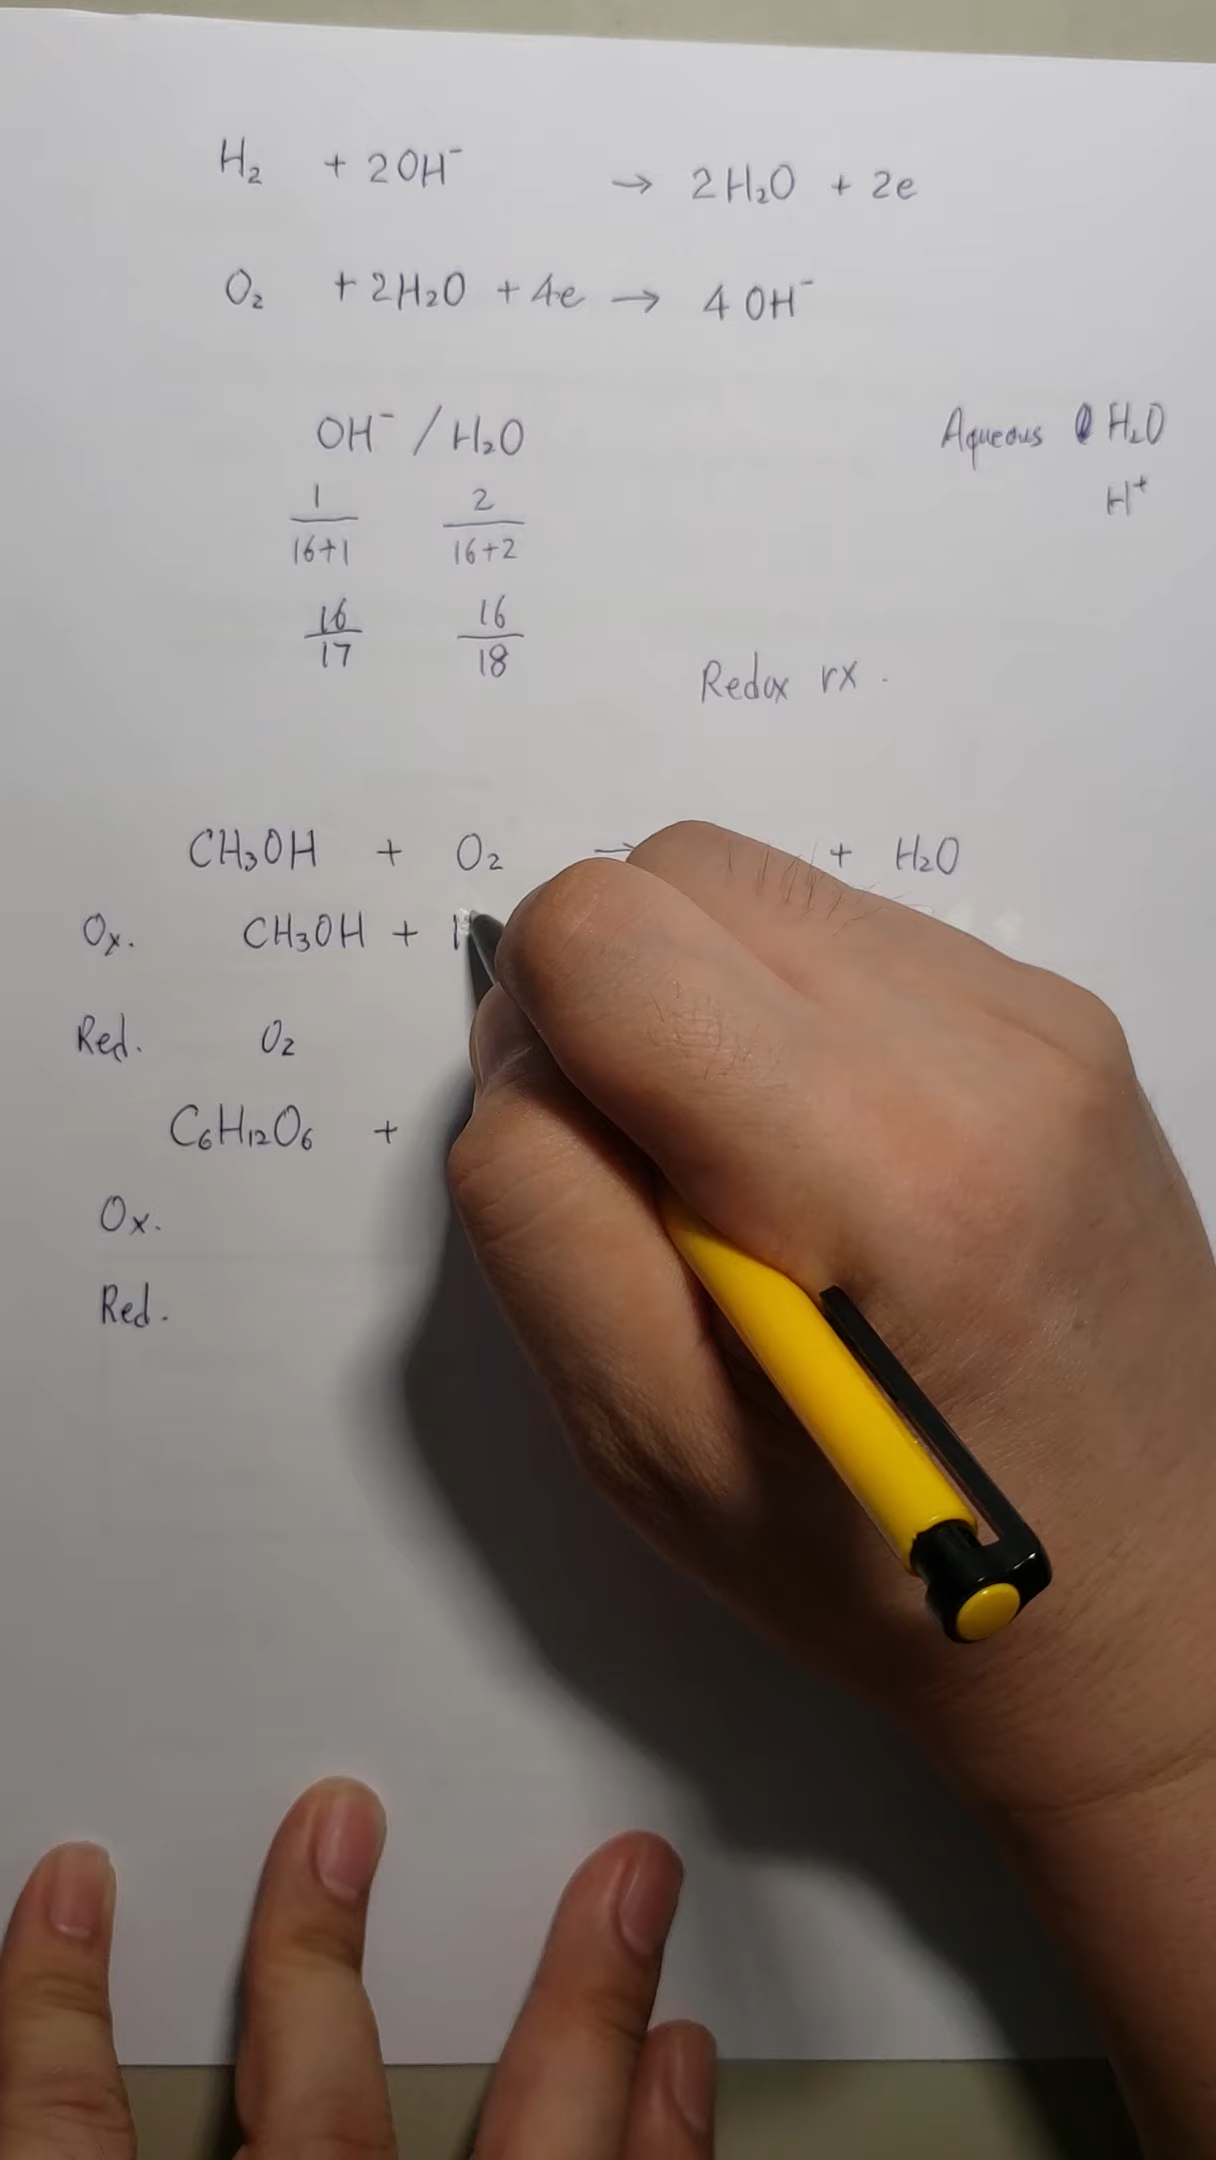 H₂ + 2OH⁻ → 2H₂O + 2e
O₂ + 2H₂O + 4e → 4OH⁻
OH⁻ / H₂O
Aqueous H₂O
H⁺
1/(16+1) 2/(16+2)
16/17 16/18
Redox rx.
CH₃OH + O₂ → + H₂O
Ox. CH₃OH +
Red. O₂
C₆H₁₂O₆ +
Ox.
Red.